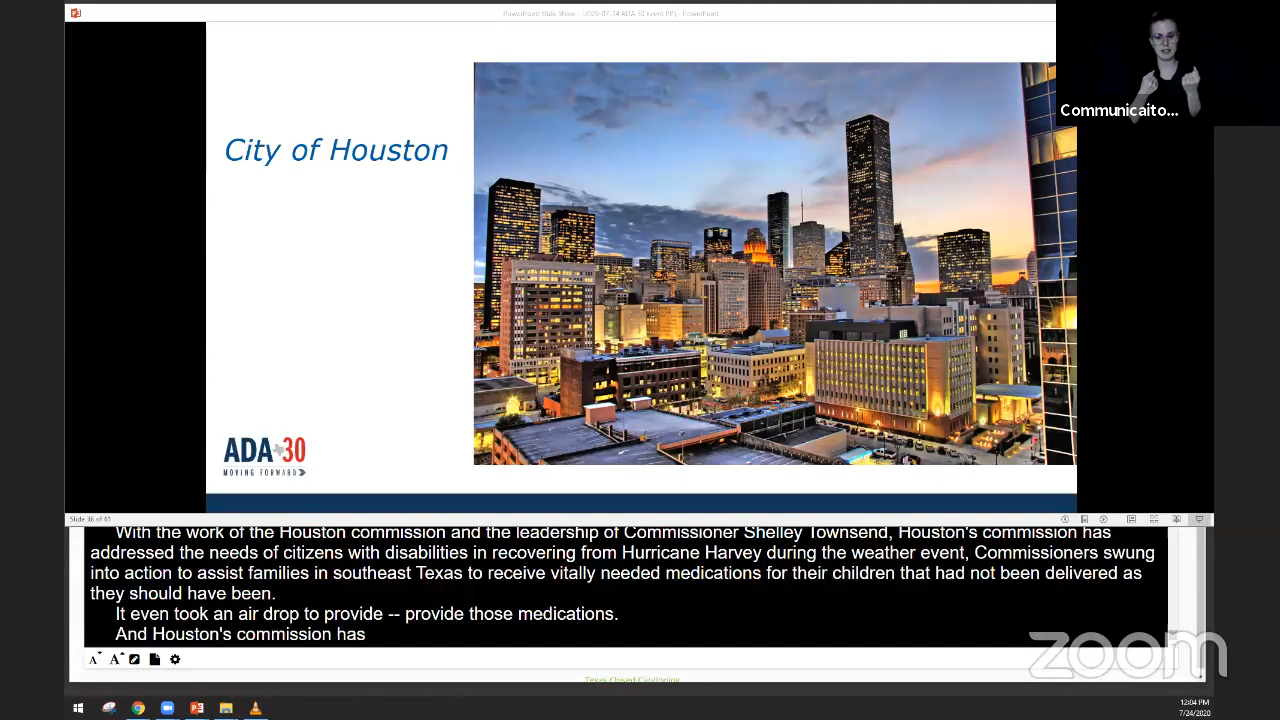 PowerPoint Slide Show - [2020-07-24 ADA 30 Event PP] - PowerPoint
Communicaito...
City of Houston
ADA 30
MOVING FORWARD
Slide 36 of 61
With the work of the Houston commission and the leadership of Commissioner Shelley Townsend, Houston's commission has
addressed the needs of citizens with disabilities in recovering from Hurricane Harvey during the weather event, Commissioners swung
into action to assist families in southeast Texas to receive vitally needed medications for their children that had not been delivered as
they should have been.
It even took an air drop to provide -- provide those medications.
And Houston's commission has
zoom
A A
Texas Closed Captioning
12:04 PM
7/24/2020